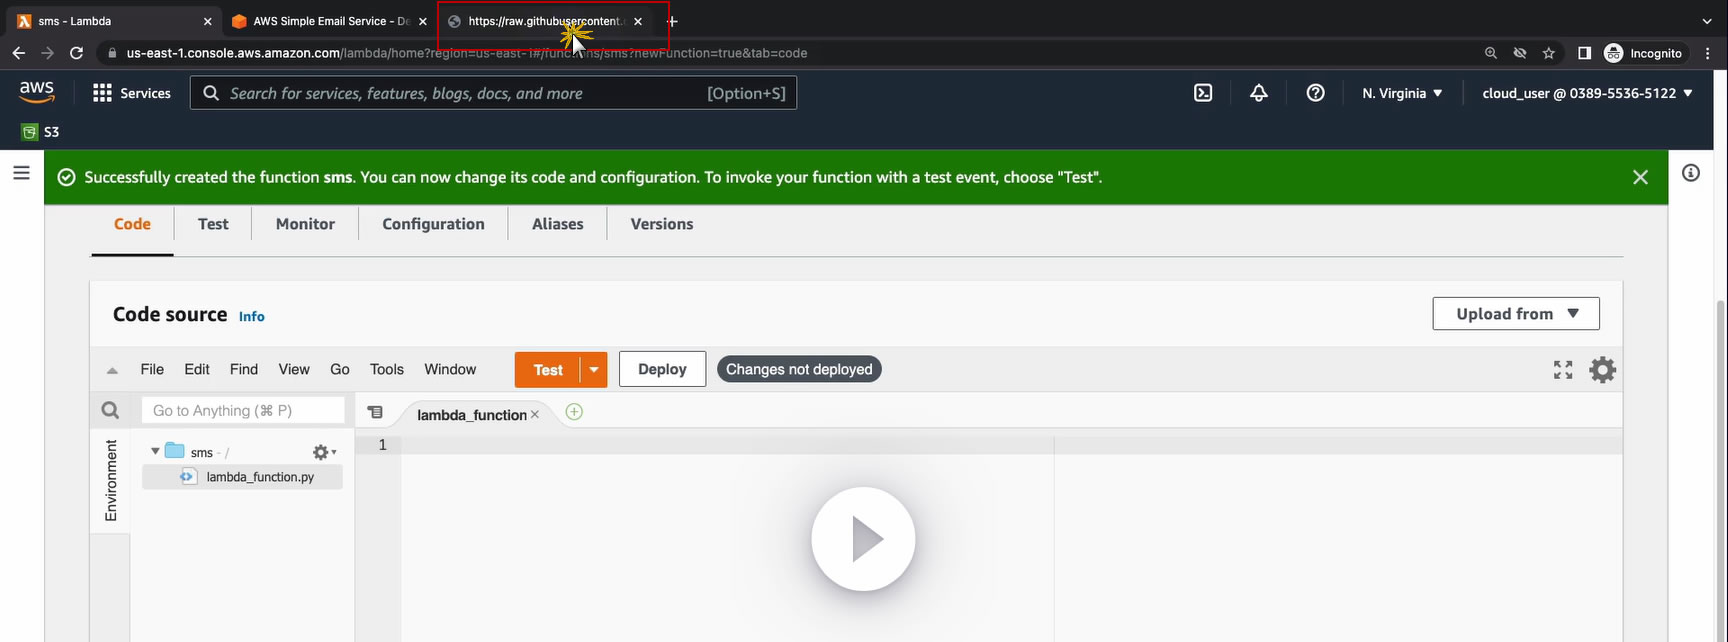 sms - Lambda
AWS Simple Email Service - De
https://raw.githubusercontent.
us-east-1.console.aws.amazon.com/lambda/home?region=us-east-1#/functions/sms?newFunction=true&tab=code
Incognito
aws
Services
Search for services, features, blogs, docs, and more
[Option+S]
N. Virginia
cloud_user @ 0389-5536-5122
S3
Successfully created the function sms. You can now change its code and configuration. To invoke your function with a test event, choose "Test".
Code
Test
Monitor
Configuration
Aliases
Versions
Code source
Info
Upload from
File
Edit
Find
View
Go
Tools
Window
Test
Deploy
Changes not deployed
Go to Anything (⌘ P)
lambda_function
1
Environment
sms - /
lambda_function.py